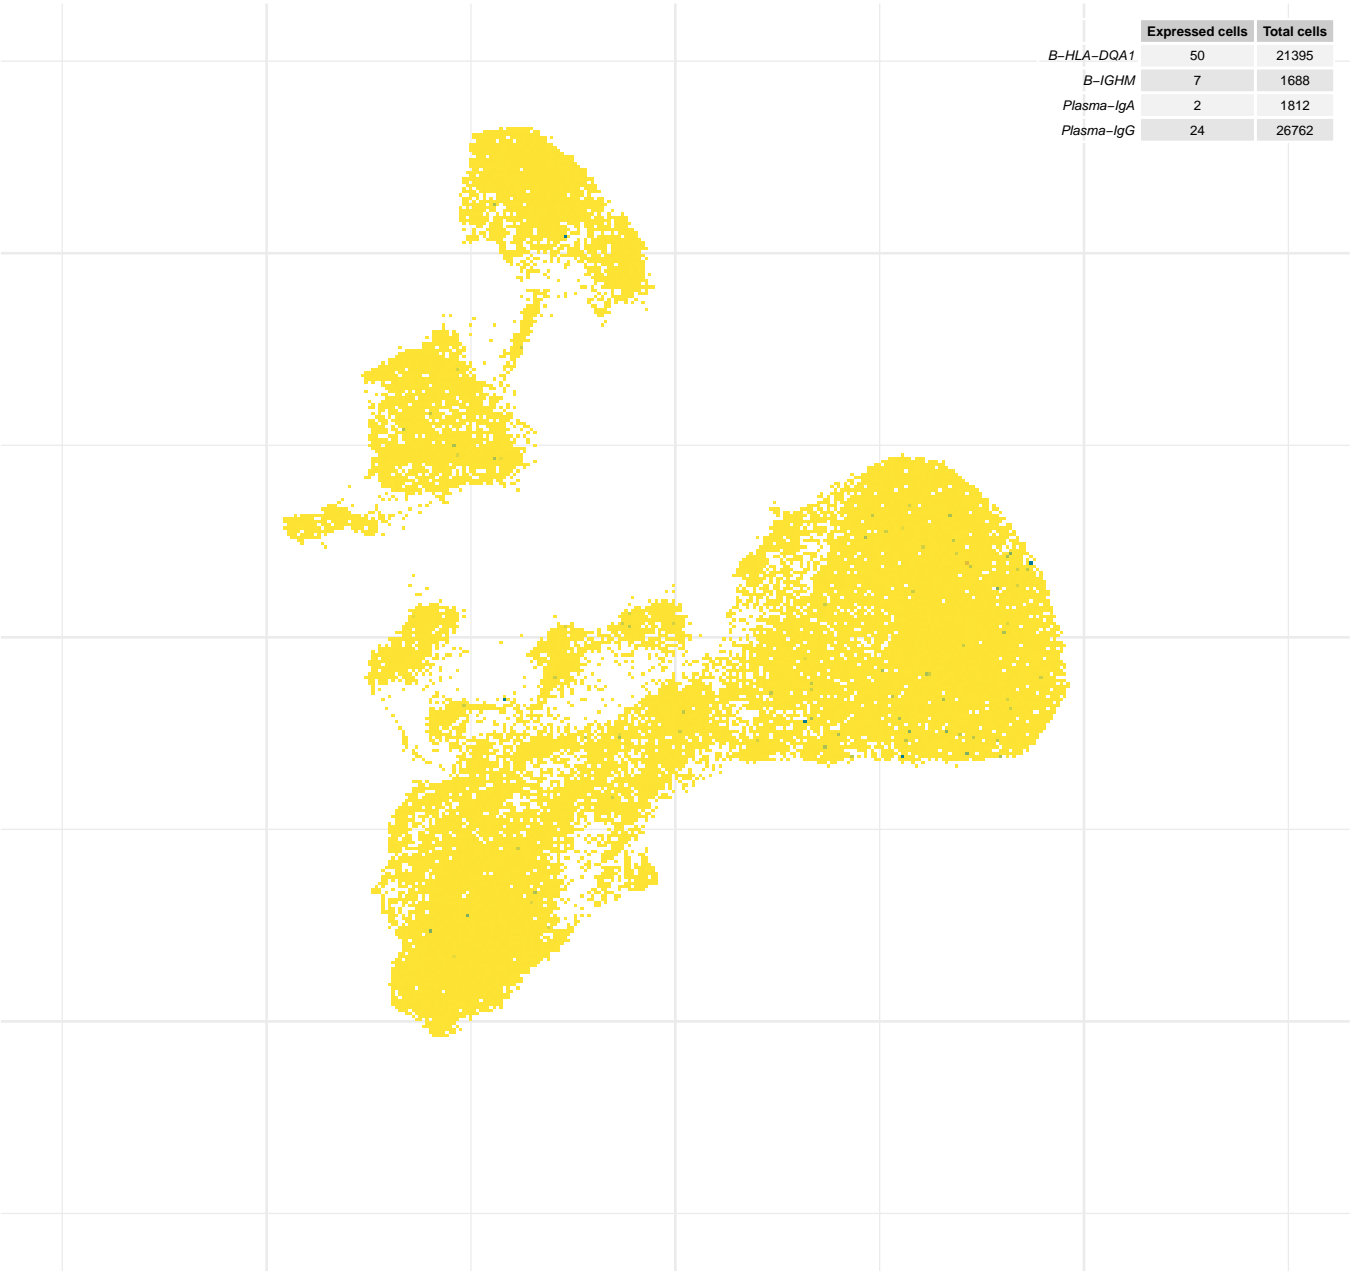 Expressed cells Total cells
B−HLA−DQA1 50 21395
B−IGHM 7 1688
Plasma−IgA 2 1812
Plasma−IgG 24 26762